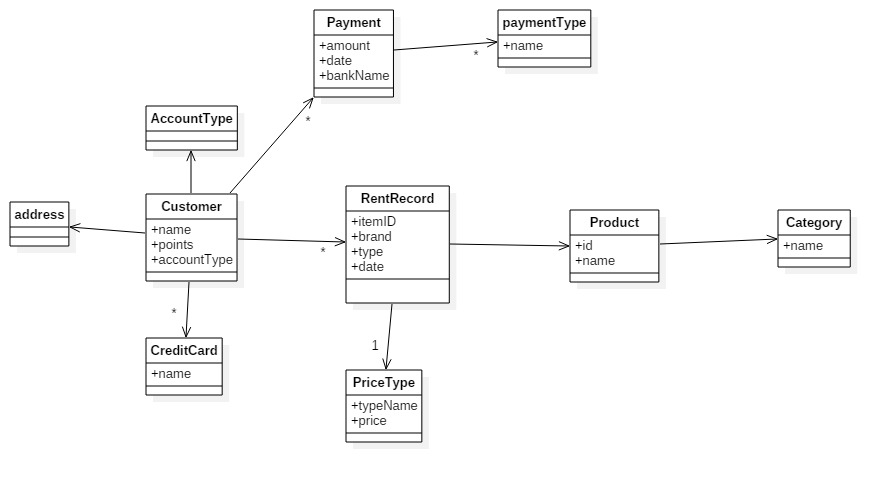 Payment
+amount
+date
+bankName
*
paymentType
+name
*
AccountType
address
Customer
+name
+points
+accountType
*
RentRecord
+itemID
+brand
+type
+date
Product
+id
+name
Category
+name
*
CreditCard
+name
1
PriceType
+typeName
+price